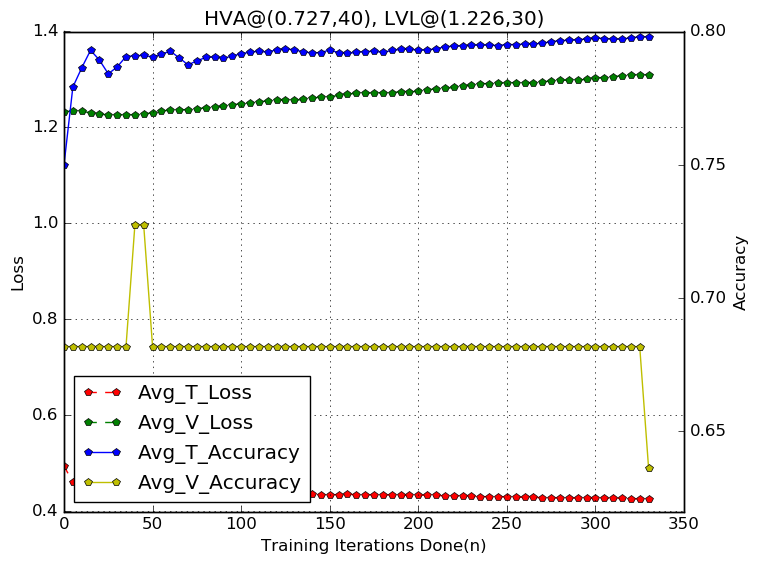 HVA@(0.727,40), LVL@(1.226,30)
1.4
1.2
1.0
0.8
0.6
0.4
Loss
0.80
0.75
0.70
0.65
Accuracy
Avg_T_Loss
Avg_V_Loss
Avg_T_Accuracy
Avg_V_Accuracy
0 50 100 150 200 250 300 350
Training Iterations Done(n)